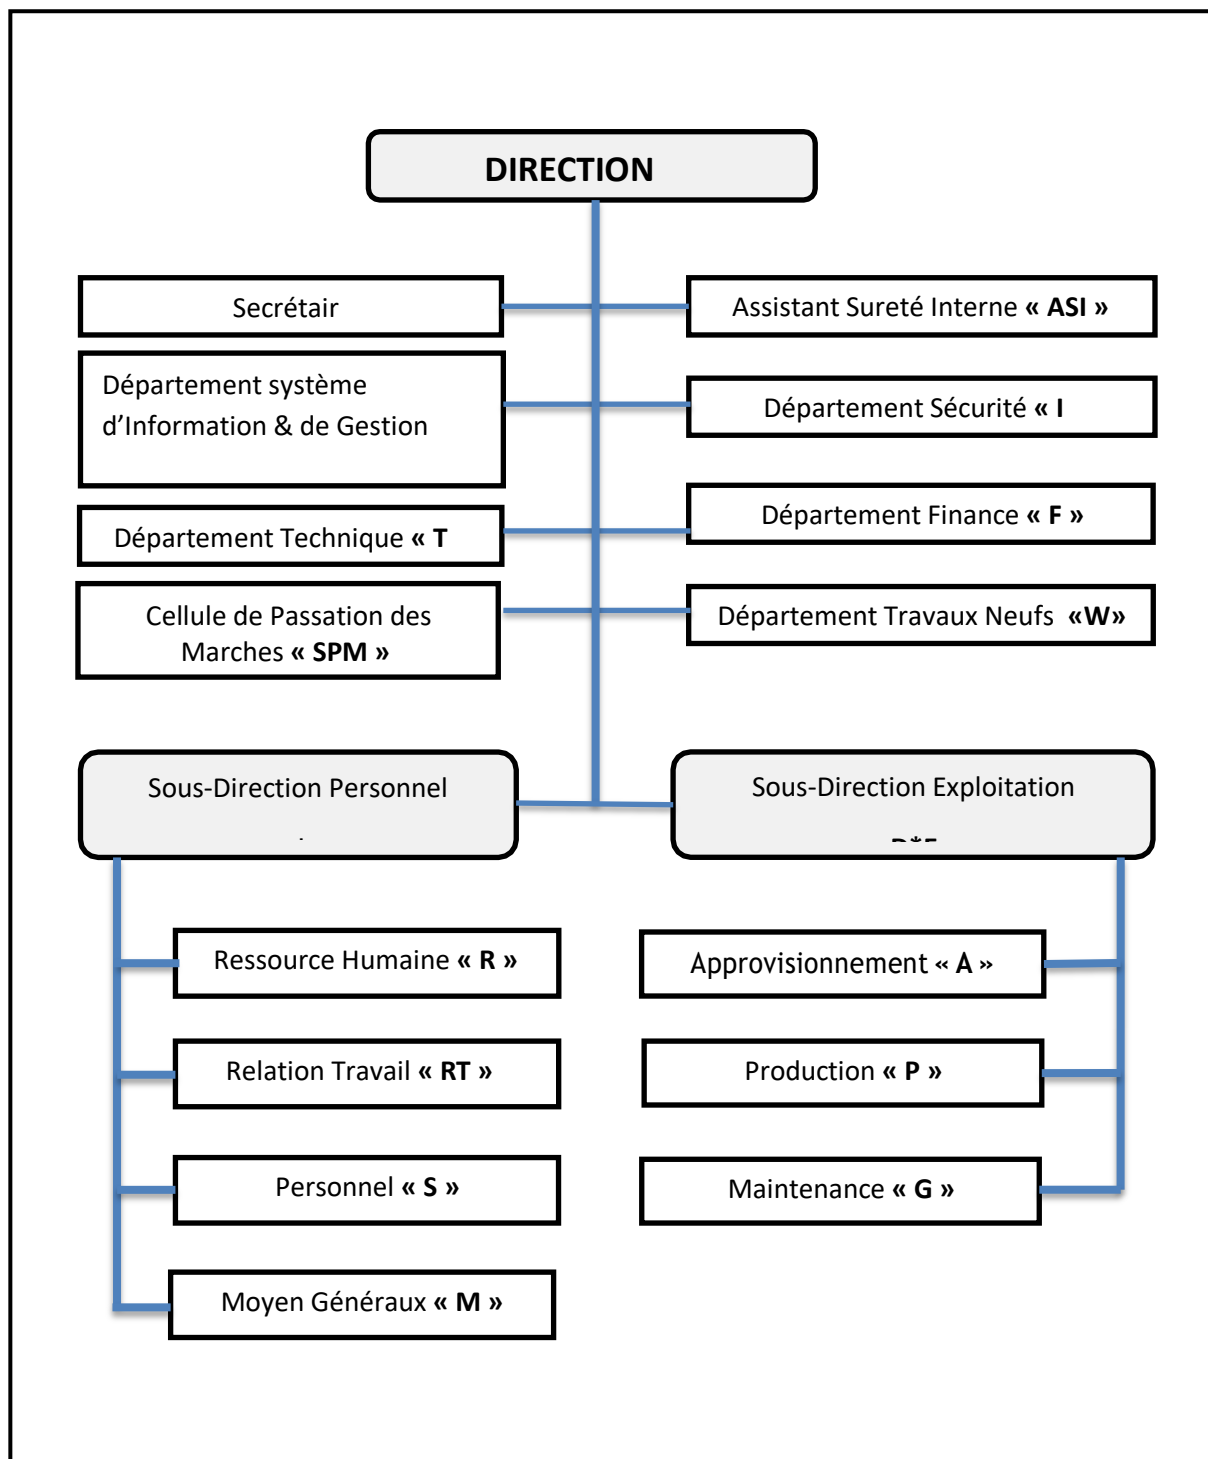 DIRECTION
Secrétair
Assistant Sureté Interne « ASI »
Département système
d’Information & de Gestion
Département Sécurité « I
Département Technique « T
Département Finance « F »
Cellule de Passation des
Marches « SPM »
Département Travaux Neufs «W»
Sous-Direction Personnel
Sous-Direction Exploitation
Ressource Humaine « R »
Relation Travail « RT »
Personnel « S »
Moyen Généraux « M »
Approvisionnement « A »
Production « P »
Maintenance « G »